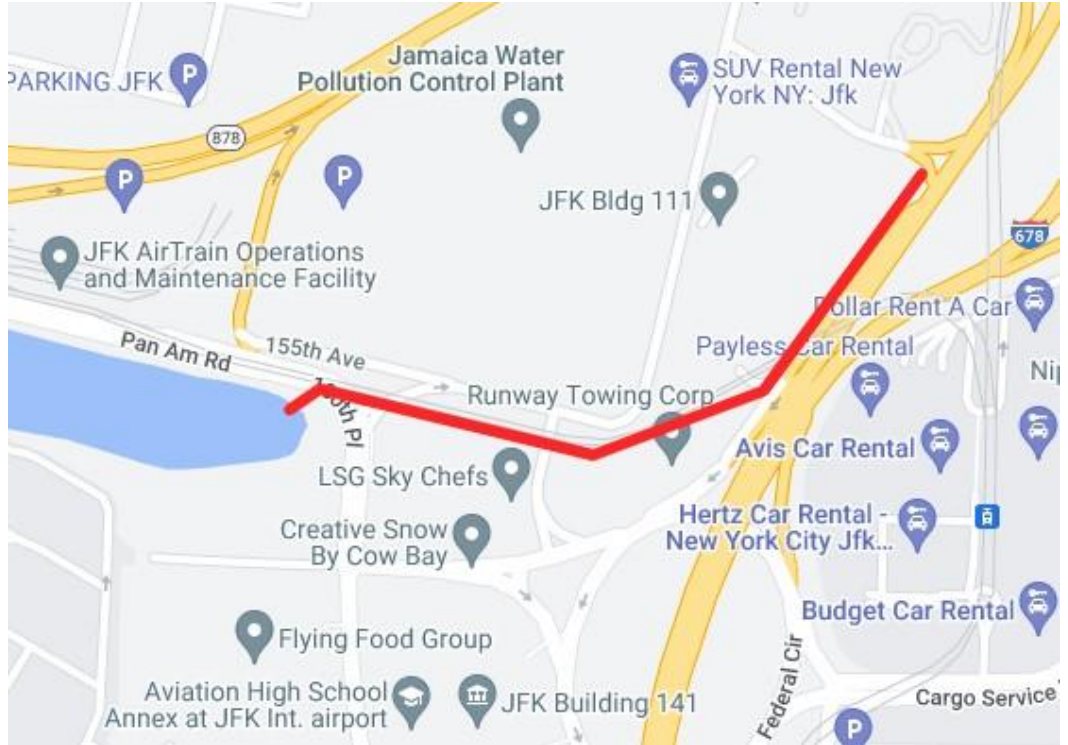 Jamaica Water
Pollution Control Plant
PARKING JFK
P
SUV Rental New
York NY: Jfk
878
P
P
JFK Bldg 111
678
JFK AirTrain Operations
and Maintenance Facility
Dollar Rent A Car
Pan Am Rd
155th Ave
Payless Car Rental
Nip
Runway Towing Corp
Pl
Avis Car Rental
LSG Sky Chefs
Hertz Car Rental -
New York City Jfk...
Creative Snow
By Cow Bay
Budget Car Rental
Flying Food Group
Federal Cir
Aviation High School
Annex at JFK Int. airport
JFK Building 141
Cargo Service
P